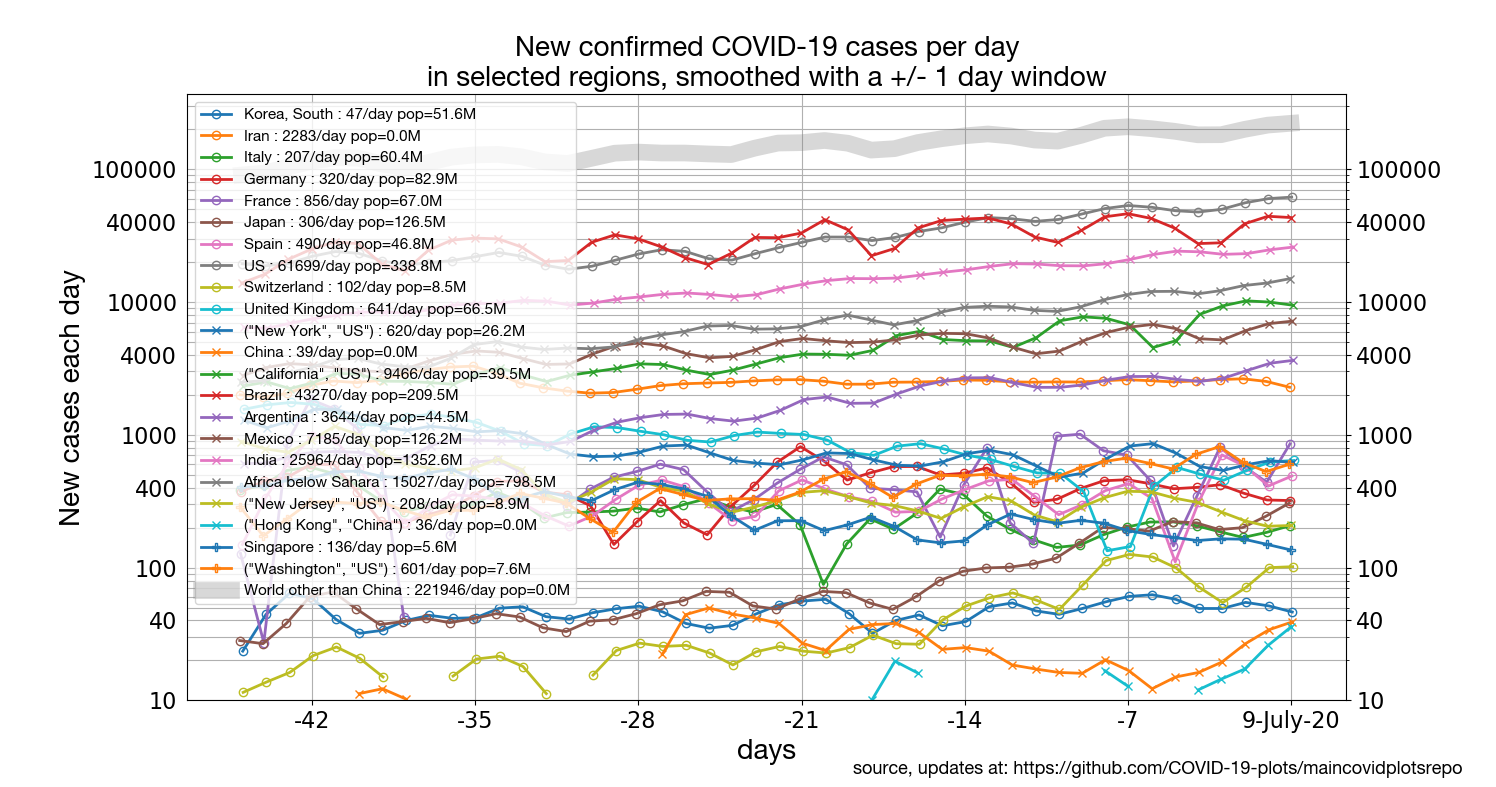 New confirmed COVID-19 cases per day
in selected regions, smoothed with a +/- 1 day window
Korea, South : 47/day pop=51.6M
Iran : 2283/day pop=0.0M
Italy : 207/day pop=60.4M
Germany : 320/day pop=82.9M
France : 856/day pop=67.0M
Japan : 306/day pop=126.5M
Spain : 490/day pop=46.8M
US : 61699/day pop=338.8M
Switzerland : 102/day pop=8.5M
United Kingdom : 641/day pop=66.5M
("New York", "US") : 620/day pop=26.2M
China : 39/day pop=0.0M
("California", "US") : 9466/day pop=39.5M
Brazil : 43270/day pop=209.5M
Argentina : 3644/day pop=44.5M
Mexico : 7185/day pop=126.2M
India : 25964/day pop=1352.6M
Africa below Sahara : 15027/day pop=798.5M
("New Jersey", "US") : 208/day pop=8.9M
("Hong Kong", "China") : 36/day pop=0.0M
Singapore : 136/day pop=5.6M
("Washington", "US") : 601/day pop=7.6M
World other than China : 221946/day pop=0.0M
New cases each day
100000
40000
10000
4000
1000
400
100
40
10
100000
40000
10000
4000
1000
400
100
40
10
-42 -35 -28 -21 -14 -7 9-July-20
days
source, updates at: https://github.com/COVID-19-plots/maincovidplotsrepo